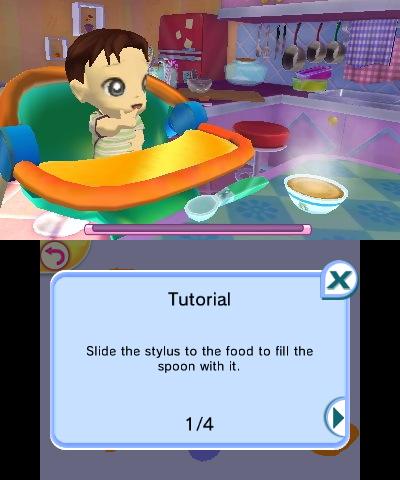 Tutorial
Slide the stylus to the food to fill the
spoon with it.
1/4